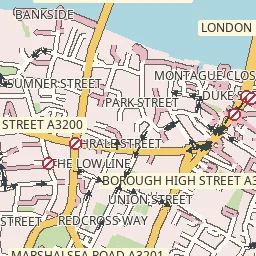 BANKSIDE
LONDON
SUMNER STREET
MONTAGUE CLOS
DUKE
PARK STREET
STREET A3200
HRALE STREET
THE LOW LINE
BOROUGH HIGH STREET A3
UNION STREET
STREET
REDCROSS WAY
MARSHALSEA ROAD A3201